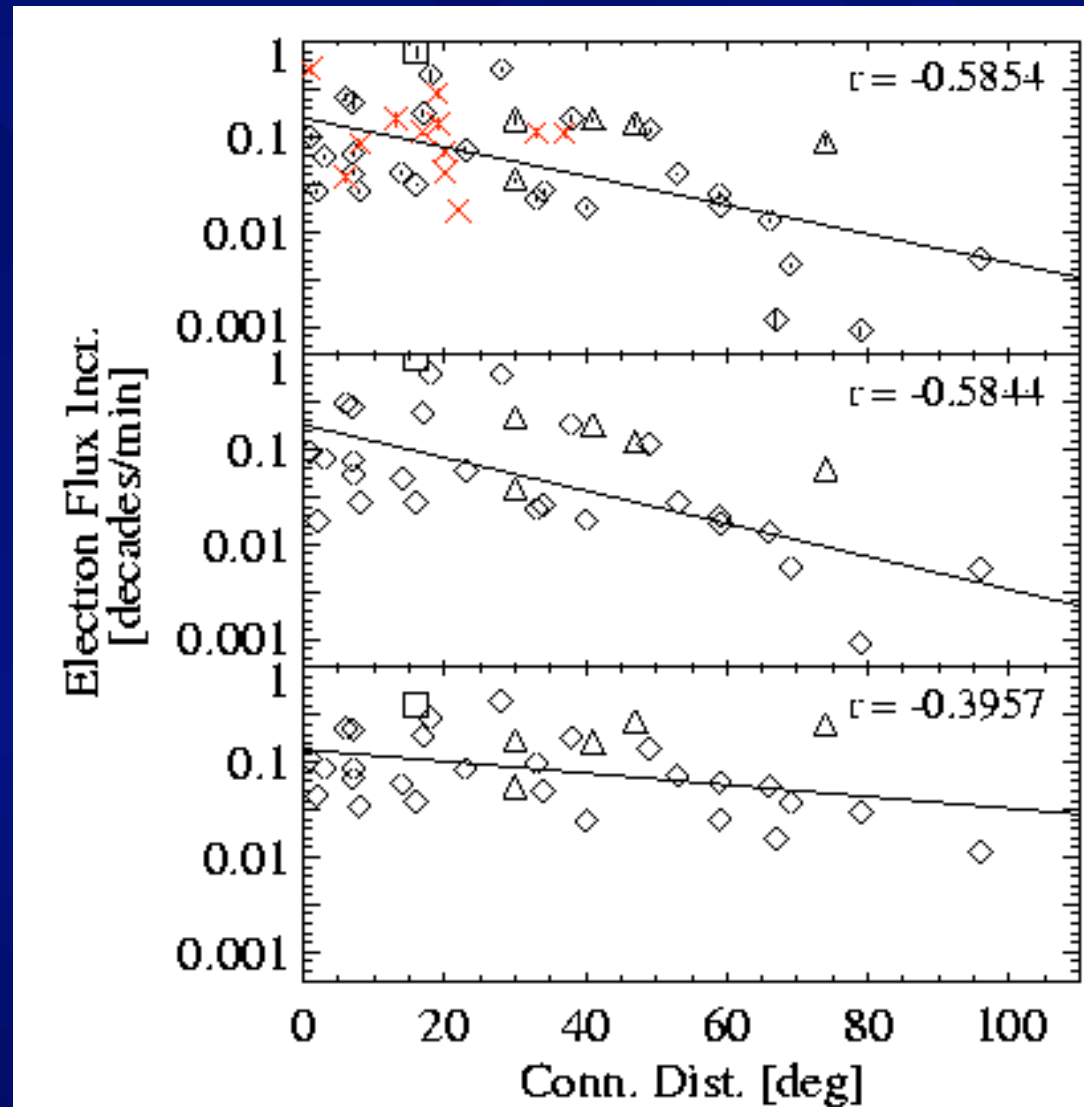 Electron Flux Incr.
[decades/min]
1
0.1
0.01
0.001
r = -0.5854
1
0.1
0.01
0.001
r = -0.5844
1
0.1
0.01
0.001
r = -0.3957
0 20 40 60 80 100
Conn. Dist. [deg]